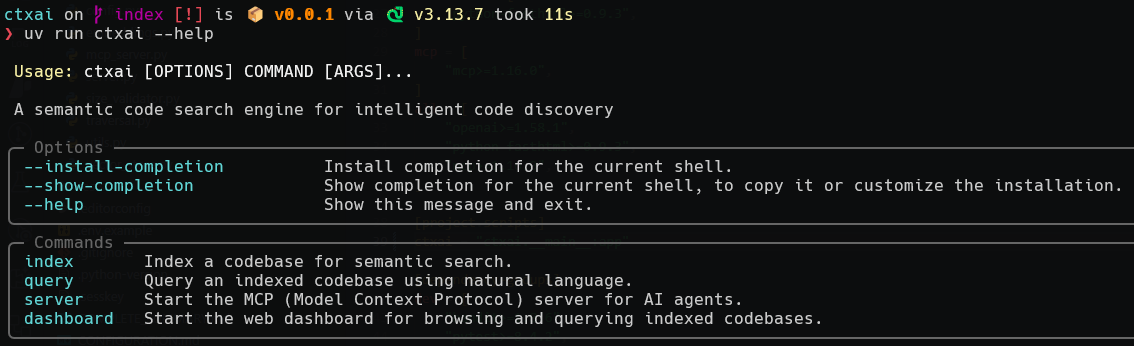 ctxai on index [!] is 📦 v0.0.1 via v3.13.7 took 11s
❯ uv run ctxai --help
Usage: ctxai [OPTIONS] COMMAND [ARGS]...
A semantic code search engine for intelligent code discovery
Options
--install-completion Install completion for the current shell.
--show-completion Show completion for the current shell, to copy it or customize the installation.
--help Show this message and exit.
Commands
index Index a codebase for semantic search.
query Query an indexed codebase using natural language.
server Start the MCP (Model Context Protocol) server for AI agents.
dashboard Start the web dashboard for browsing and querying indexed codebases.